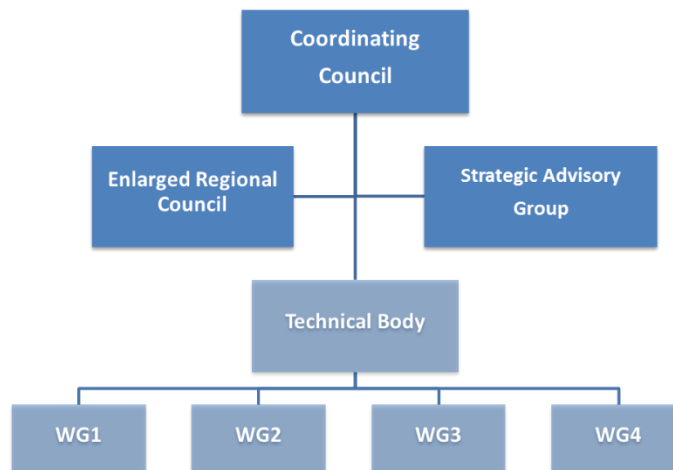 Coordinating
Council
Enlarged Regional
Council
Strategic Advisory
Group
Technical Body
WG1
WG2
WG3
WG4